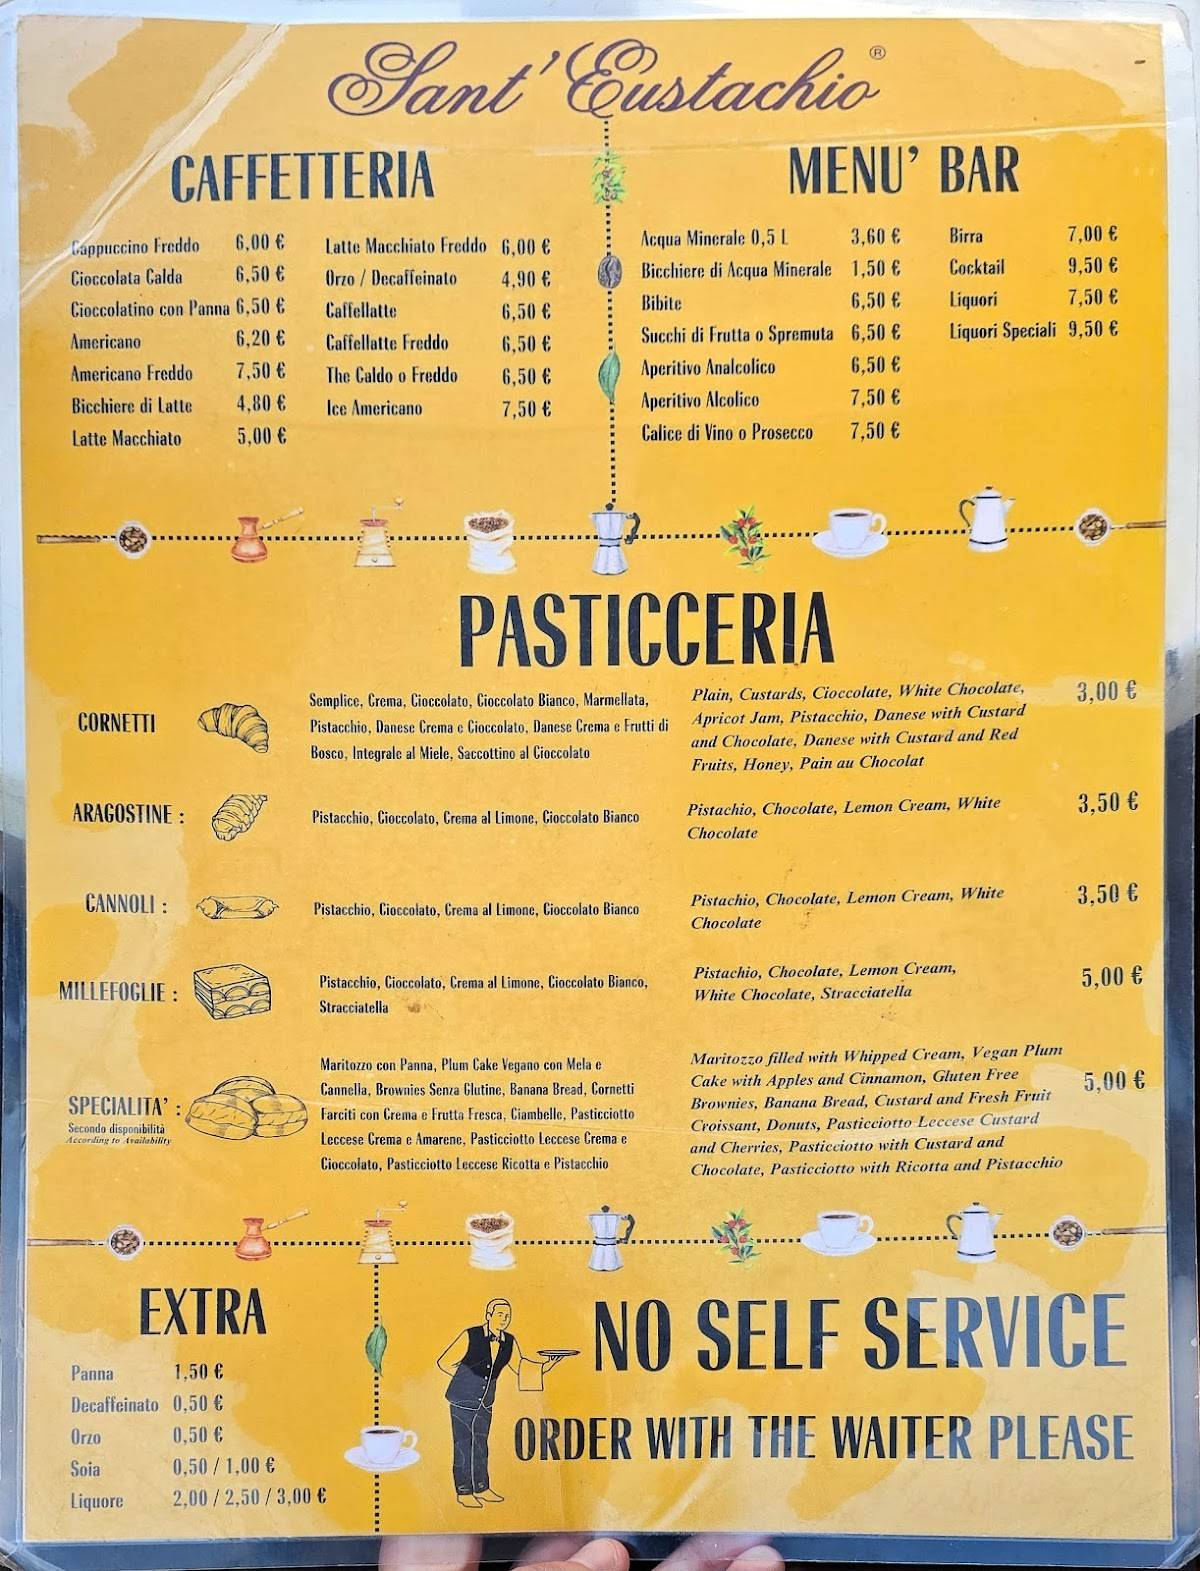 Sant' Eustachio ®
CAFFETTERIA
Cappuccino Freddo 6,00 €
Cioccolata Calda 6,50 €
Cioccolatino con Panna 6,50 €
Americano 6,20 €
Americano Freddo 7,50 €
Bicchiere di Latte 4,80 €
Latte Macchiato 5,00 €
Latte Macchiato Freddo 6,00 €
Orzo / Decaffeinato 4,90 €
Caffellatte 6,50 €
Caffellatte Freddo 6,50 €
The Caldo o Freddo 6,50 €
Ice Americano 7,50 €
MENU' BAR
Acqua Minerale 0,5 L 3,60 €
Bicchiere di Acqua Minerale 1,50 €
Bibite 6,50 €
Succhi di Frutta o Spremuta 6,50 €
Aperitivo Analcolico 6,50 €
Aperitivo Alcolico 7,50 €
Calice di Vino o Prosecco 7,50 €
Birra 7,00 €
Cocktail 9,50 €
Liquori 7,50 €
Liquori Speciali 9,50 €
PASTICCERIA
CORNETTI
Semplice, Crema, Cioccolato, Cioccolato Bianco, Marmellata,
Pistacchio, Danese Crema e Cioccolato, Danese Crema e Frutti di
Bosco, Integrale al Miele, Saccottino al Cioccolato
Plain, Custards, Cioccolate, White Chocolate,
Apricot Jam, Pistacchio, Danese with Custard
and Chocolate, Danese with Custard and Red
Fruits, Honey, Pain au Chocolat
3,00 €
ARAGOSTINE :
Pistacchio, Cioccolato, Crema al Limone, Cioccolato Bianco
Pistachio, Chocolate, Lemon Cream, White
Chocolate
3,50 €
CANNOLI :
Pistacchio, Cioccolato, Crema al Limone, Cioccolato Bianco
Pistachio, Chocolate, Lemon Cream, White
Chocolate
3,50 €
MILLEFOGLIE :
Pistacchio, Cioccolato, Crema al Limone, Cioccolato Bianco,
Stracciatella
Pistachio, Chocolate, Lemon Cream,
White Chocolate, Stracciatella
5,00 €
SPECIALITA' :
Secondo disponibilità
According to Availability
Maritozzo con Panna, Plum Cake Vegano con Mela e
Cannella, Brownies Senza Glutine, Banana Bread, Cornetti
Farciti con Crema e Frutta Fresca, Ciambelle, Pasticciotto
Leccese Crema e Amarene, Pasticciotto Leccese Crema e
Cioccolato, Pasticciotto Leccese Ricotta e Pistacchio
Maritozzo filled with Whipped Cream, Vegan Plum
Cake with Apples and Cinnamon, Gluten Free
Brownies, Banana Bread, Custard and Fresh Fruit
Croissant, Donuts, Pasticciotto Leccese Custard
and Cherries, Pasticciotto with Custard and
Chocolate, Pasticciotto with Ricotta and Pistacchio
5,00 €
EXTRA
Panna 1,50 €
Decaffeinato 0,50 €
Orzo 0,50 €
Soia 0,50 / 1,00 €
Liquore 2,00 / 2,50 / 3,00 €
NO SELF SERVICE
ORDER WITH THE WAITER PLEASE